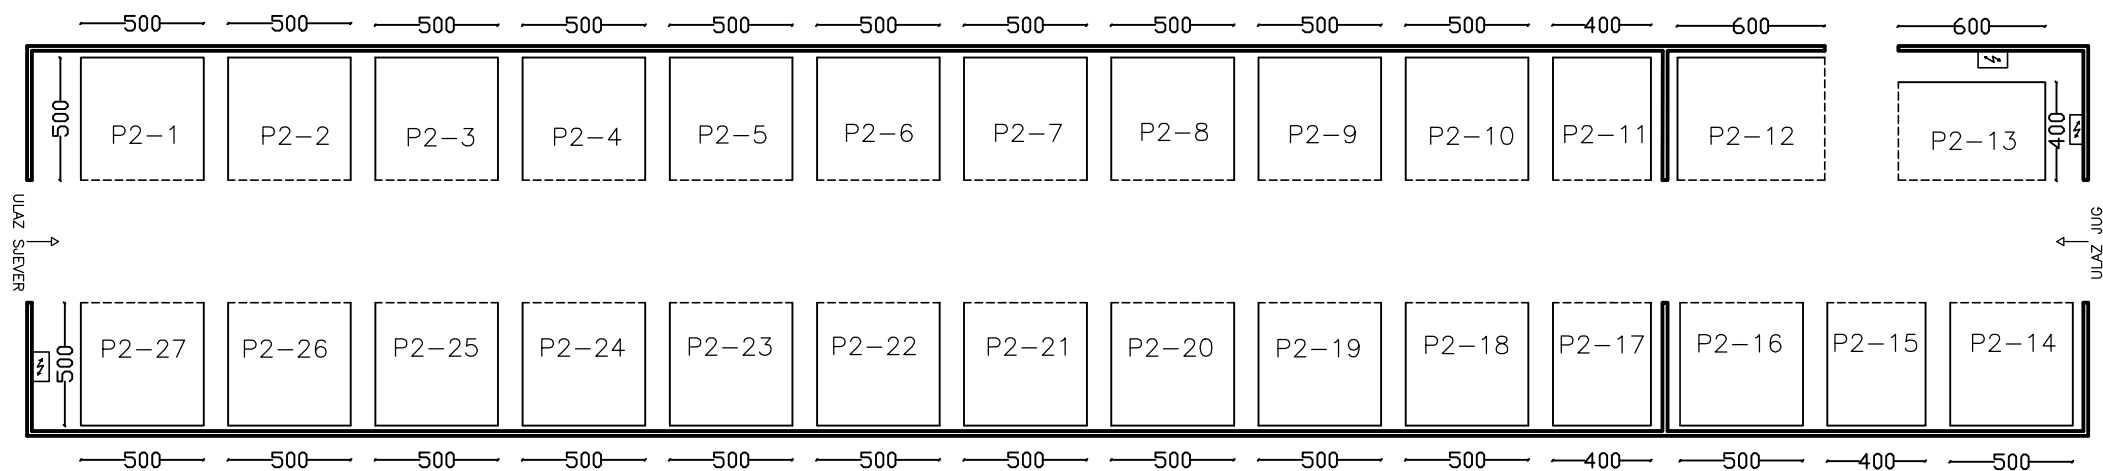 500 500 500 500 500 500 500 500 500 500 400 600 600
500 P2-1 P2-2 P2-3 P2-4 P2-5 P2-6 P2-7 P2-8 P2-9 P2-10 P2-11 P2-12 P2-13 400
ULAZ SJEVER
ULAZ JUG
500 P2-27 P2-26 P2-25 P2-24 P2-23 P2-22 P2-21 P2-20 P2-19 P2-18 P2-17 P2-16 P2-15 P2-14
500 500 500 500 500 500 500 500 500 500 400 500 400 500